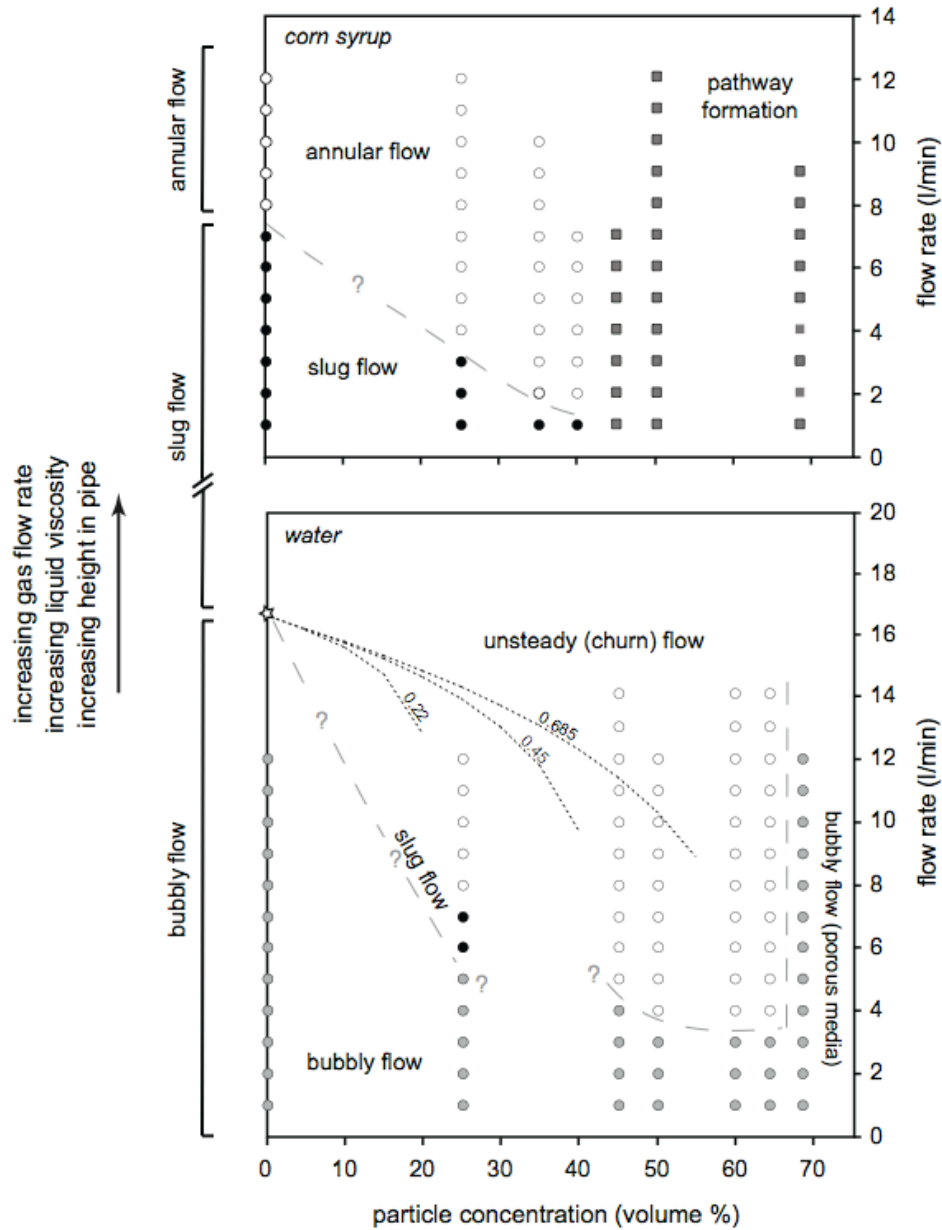 corn syrup
pathway
formation
annular flow
?
slug flow
14
12
10
8
6
4
2
0
flow rate (l/min)
annular flow
slug flow
increasing gas flow rate
increasing liquid viscosity
increasing height in pipe
bubbly flow
water
unsteady (churn) flow
0.22
0.45
0.685
?
?
slug flow
?
?
bubbly flow
bubbly flow (porous media)
20
18
16
14
12
10
8
6
4
2
0
flow rate (l/min)
0 10 20 30 40 50 60 70
particle concentration (volume %)